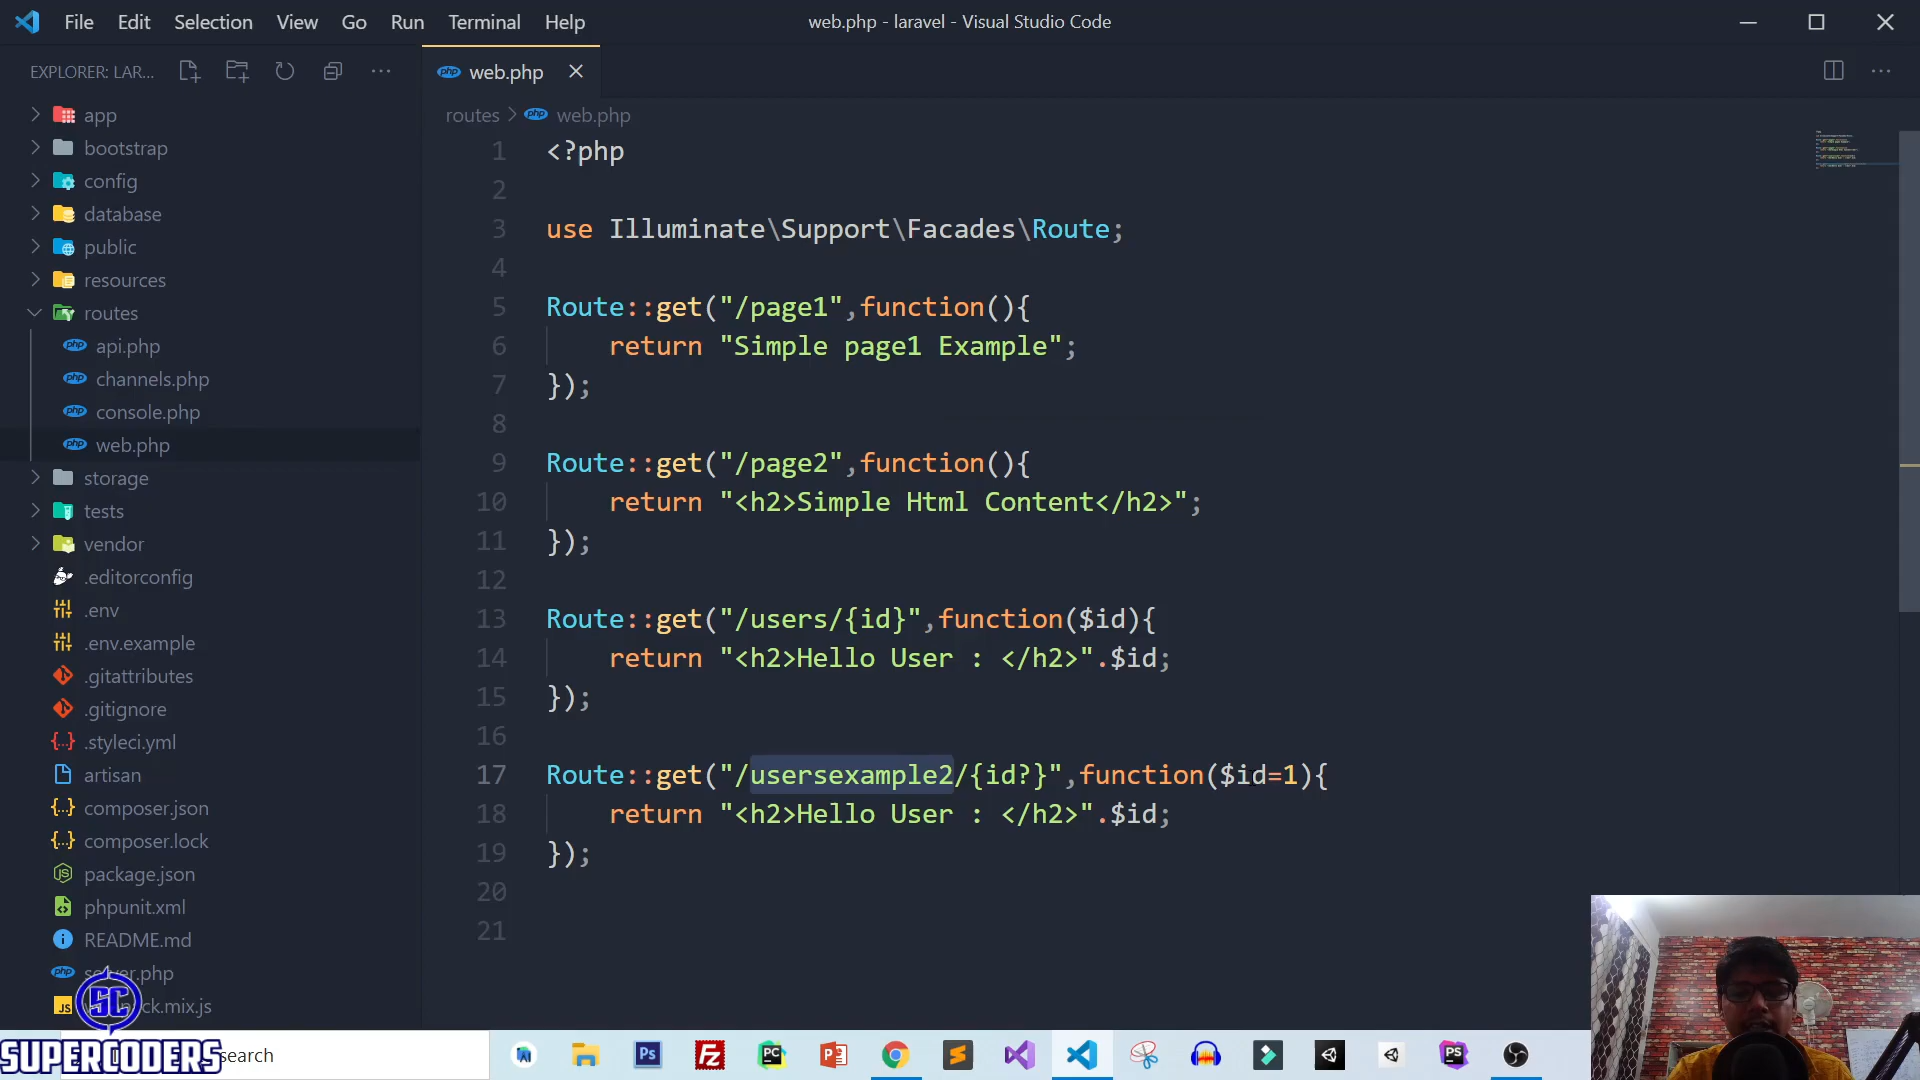 File Edit Selection View Go Run Terminal Help
web.php - laravel - Visual Studio Code
EXPLORER: LAR...
web.php
routes > web.php
app
bootstrap
config
database
public
resources
routes
api.php
channels.php
console.php
web.php
storage
tests
vendor
.editorconfig
.env
.env.example
.gitattributes
.gitignore
.styleci.yml
artisan
composer.json
composer.lock
package.json
phpunit.xml
README.md
1 <?php
2
3 use Illuminate\Support\Facades\Route;
4
5 Route::get("/page1",function(){
6 return "Simple page1 Example";
7 });
8
9 Route::get("/page2",function(){
10 return "<h2>Simple Html Content</h2>";
11 });
12
13 Route::get("/users/{id}",function($id){
14 return "<h2>Hello User : </h2>".$id;
15 });
16
17 Route::get("/usersexample2/{id?}",function($id=1){
18 return "<h2>Hello User : </h2>".$id;
19 });
20
21
SC
SUPERCODERS
search